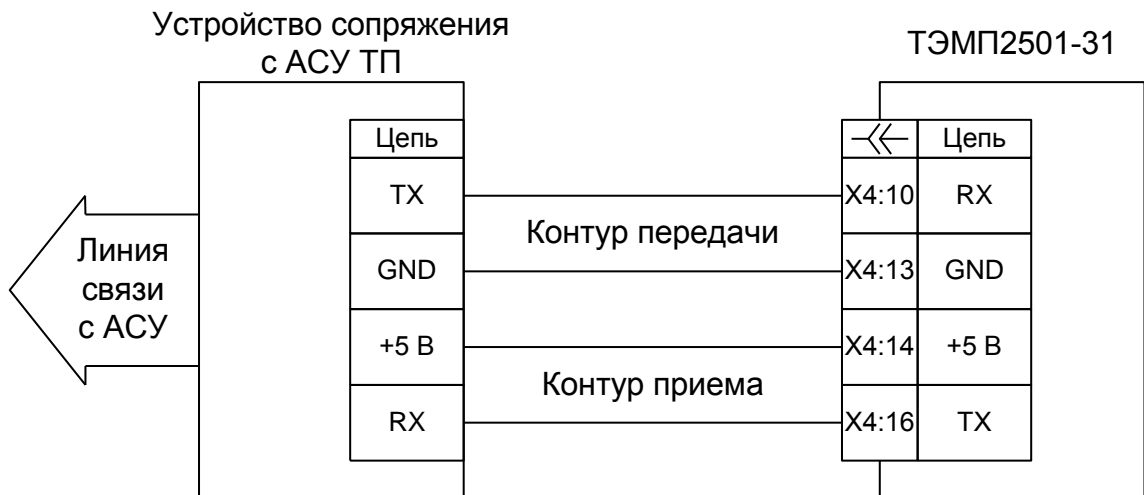 Устройство сопряжения
с АСУ ТП
ТЭМП2501-31
Цепь
Цепь
TX
X4:10
RX
Контур передачи
GND
X4:13
GND
Линия
связи
с АСУ
+5 В
X4:14
+5 В
Контур приема
RX
X4:16
TX